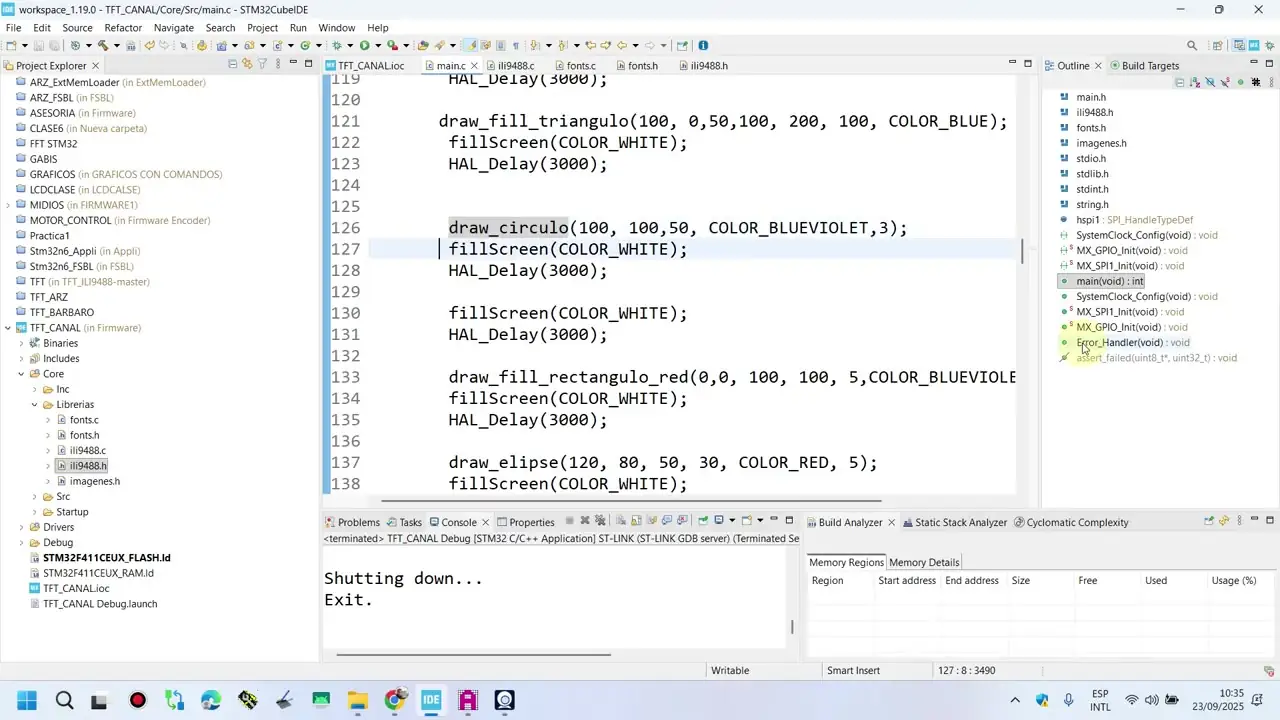 workspace_1.19.0 - TFT_CANAL/Core/Src/main.c - STM32CubeIDE
File Edit Source Refactor Navigate Search Project Run Window Help
Project Explorer
ARZ_ExtMemLoader (in ExtMemLoader)
ARZ_FSBL (in FSBL)
ASESORIA (in Firmware)
CLASE6 (in Nueva carpeta)
FFT STM32
GABIS
GRAFICOS (in GRAFICOS CON COMANDOS)
LCDCLASE (in LCDCALSE)
MIDIOS (in FIRMWARE1)
MOTOR_CONTROL (in Firmware Encoder)
Practica1
Stm32n6_Appli (in Appli)
Stm32n6_FSBL (in FSBL)
TFT (in TFT_ILI9488-master)
TFT_ARZ
TFT_BARBARO
TFT_CANAL (in Firmware)
Binaries
Includes
Core
Inc
Librerias
fonts.c
fonts.h
ili9488.c
ili9488.h
imagenes.h
Src
Startup
Drivers
Debug
STM32F411CEUX_FLASH.ld
STM32F411CEUX_RAM.ld
TFT_CANAL.ioc
TFT_CANAL Debug.launch
TFT_CANAL.ioc main.c ili9488.c fonts.c fonts.h ili9488.h
119 HAL_Delay(3000);
120
121 draw_fill_triangulo(100, 0,50,100, 200, 100, COLOR_BLUE);
122 fillScreen(COLOR_WHITE);
123 HAL_Delay(3000);
124
125
126 draw_circulo(100, 100,50, COLOR_BLUEVIOLET,3);
127 fillScreen(COLOR_WHITE);
128 HAL_Delay(3000);
129
130 fillScreen(COLOR_WHITE);
131 HAL_Delay(3000);
132
133 draw_fill_rectangulo_red(0,0, 100, 100, 5,COLOR_BLUEVIOLE
134 fillScreen(COLOR_WHITE);
135 HAL_Delay(3000);
136
137 draw_elipse(120, 80, 50, 30, COLOR_RED, 5);
138 fillScreen(COLOR_WHITE);
Outline Build Targets
main.h
ili9488.h
fonts.h
imagenes.h
stdio.h
stdlib.h
stdint.h
string.h
hspi1 : SPI_HandleTypeDef
SystemClock_Config(void) : void
MX_GPIO_Init(void) : void
MX_SPI1_Init(void) : void
main(void) : int
SystemClock_Config(void) : void
MX_SPI1_Init(void) : void
MX_GPIO_Init(void) : void
Error_Handler(void) : void
assert_failed(uint8_t*, uint32_t) : void
Problems Tasks Console Properties
<terminated> TFT_CANAL Debug [STM32 C/C++ Application] ST-LINK (ST-LINK GDB server) (Terminated Se
Shutting down...
Exit.
Build Analyzer Static Stack Analyzer Cyclomatic Complexity
Memory Regions Memory Details
Region Start address End address Size Free Used Usage (%)
Writable Smart Insert 127 : 8 : 3490
IDE
ESP
INTL
10:35
23/09/2025